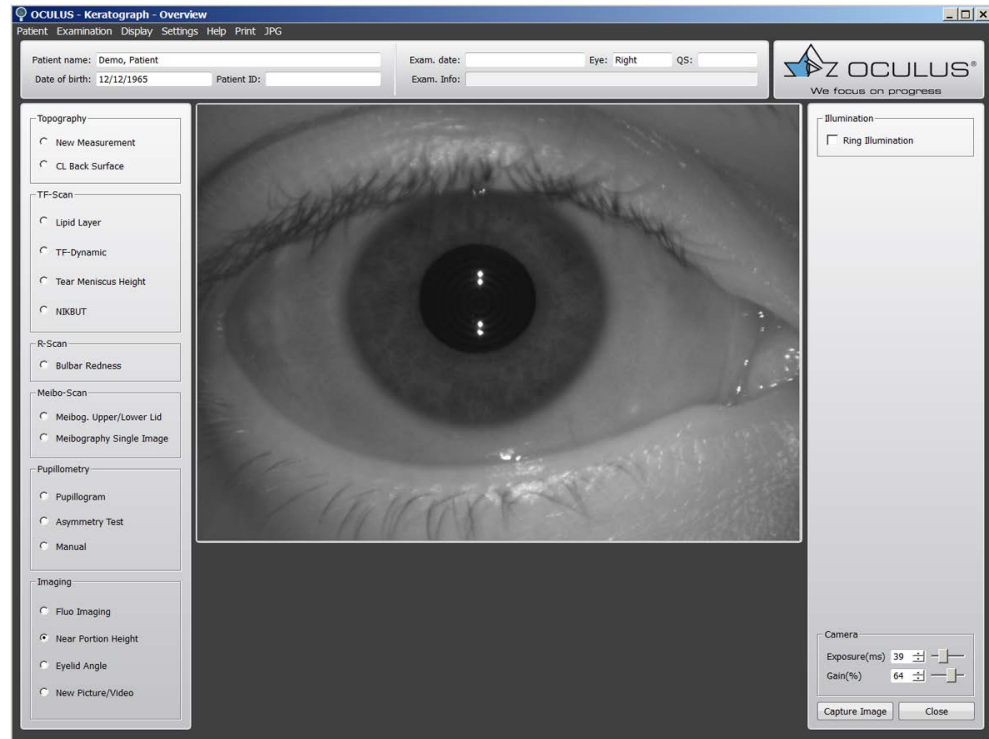 OCULUS - Keratograph - Overview
Patient Examination Display Settings Help Print JPG
Patient name: Demo, Patient
Date of birth: 12/12/1965 Patient ID:
Exam. date: Eye: Right QS:
Exam. Info:
OCULUS®
We focus on progress
Topography
New Measurement
CL Back Surface
TF-Scan
Lipid Layer
TF-Dynamic
Tear Meniscus Height
NIKBUT
R-Scan
Bulbar Redness
Meibo-Scan
Meibog. Upper/Lower Lid
Meibography Single Image
Pupillometry
Pupillogram
Asymmetry Test
Manual
Imaging
Fluo Imaging
Near Portion Height
Eyelid Angle
New Picture/Video
Illumination
Ring Illumination
Camera
Exposure(ms) 39
Gain(%) 64
Capture Image Close